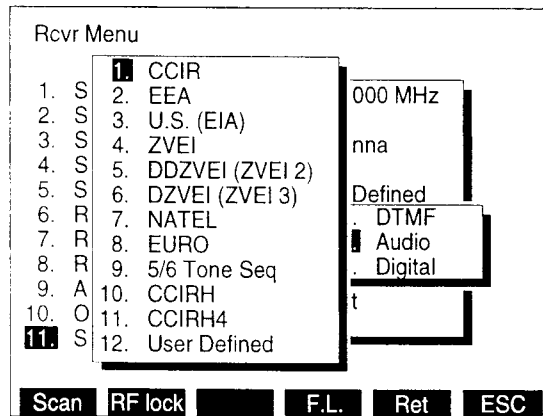 Rcvr Menu
1. S
2. S
3. S
4. S
5. S
6. R
7. R
8. R
9. A
10. O
11. S
1. CCIR
2. EEA
3. U.S. (EIA)
4. ZVEI
5. DDZVEI (ZVEI 2)
6. DZVEI (ZVEI 3)
7. NATEL
8. EURO
9. 5/6 Tone Seq
10. CCIRH
11. CCIRH4
12. User Defined
000 MHz
nna
Defined
. DTMF
Audio
. Digital
t
Scan RF lock F.L. Ret ESC